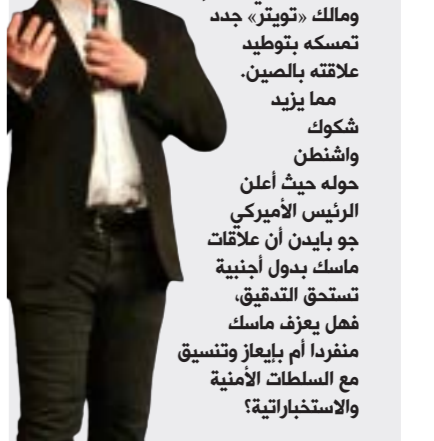 ومالك «تويتر» جدد
تمسكه بتوطيد
علاقته بالصين.
مما يزيد
شكوك
واشنطن
حوله حيث أعلن
الرئيس الأميركي
جو بايدن أن علاقات
ماسك بدول أجنبية
تستحق التدقيق،
فهل يعزف ماسك
منفردا أم بإيعاز وتنسيق
مع السلطات الأمنية
والاستخباراتية؟